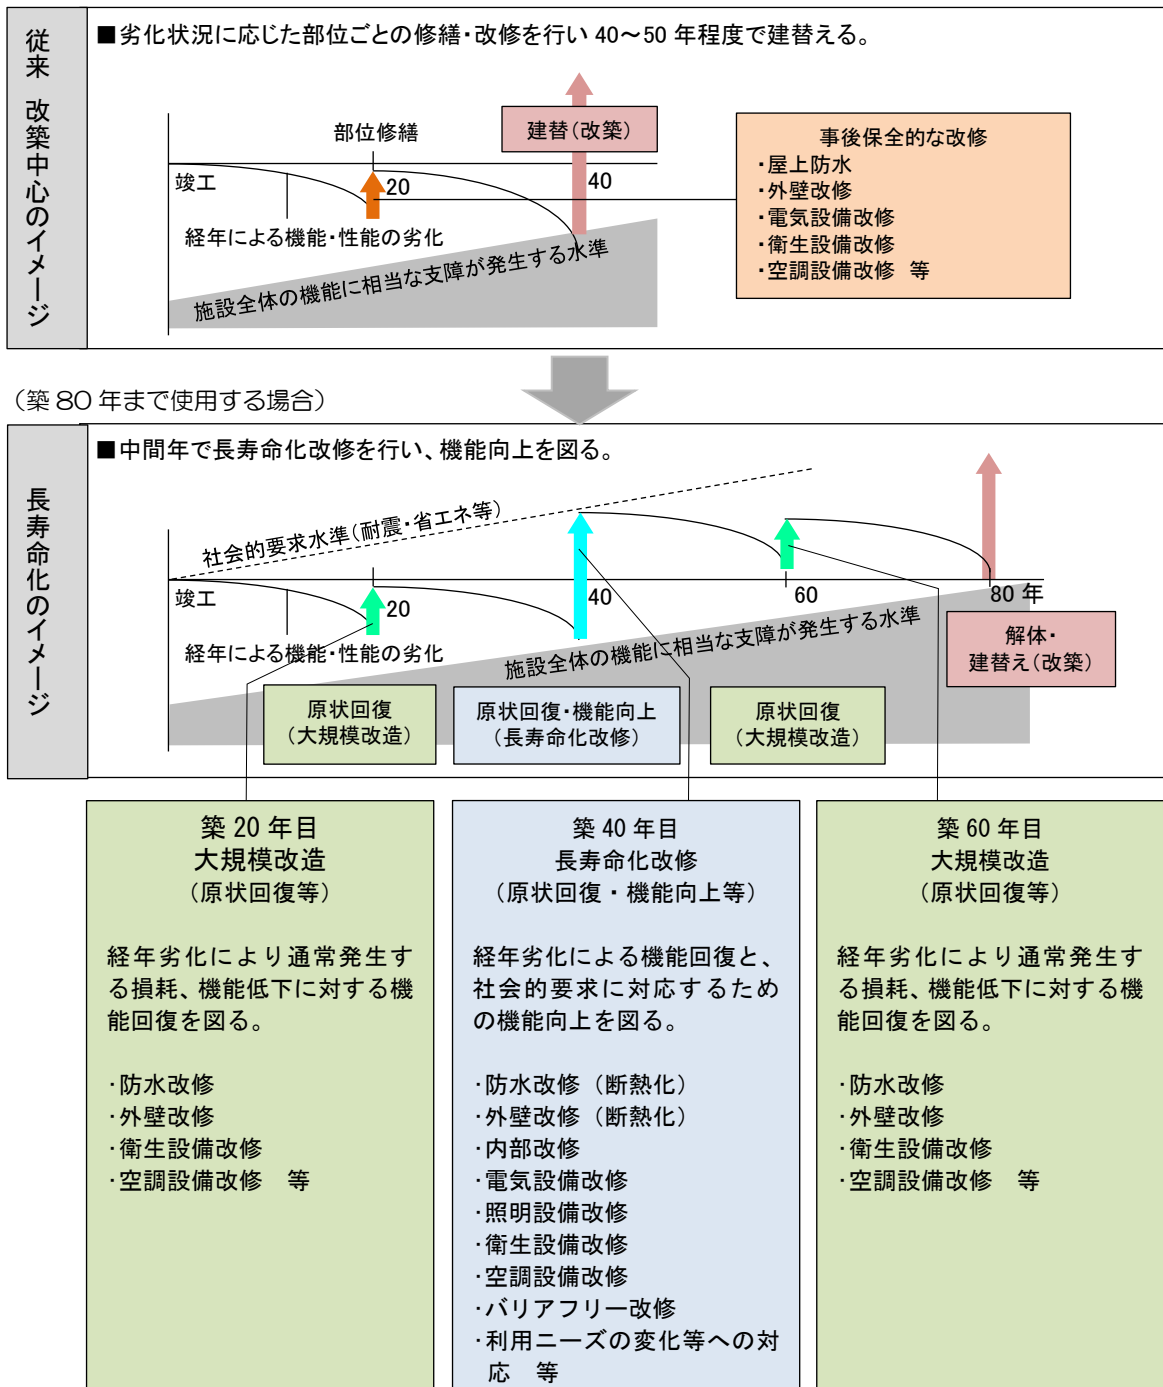 従来 改築中心のイメージ
■劣化状況に応じた部位ごとの修繕・改修を行い 40～50 年程度で建替える。
部位修繕
建替(改築)
竣工
20
40
経年による機能・性能の劣化
施設全体の機能に相当な支障が発生する水準
事後保全的な改修
・屋上防水
・外壁改修
・電気設備改修
・衛生設備改修
・空調設備改修 等
（築 80 年まで使用する場合）
長寿命化のイメージ
■中間年で長寿命化改修を行い、機能向上を図る。
社会的要求水準(耐震・省エネ等)
竣工
20
40
60
80 年
経年による機能・性能の劣化
施設全体の機能に相当な支障が発生する水準
解体・
建替え(改築)
原状回復
(大規模改造)
原状回復・機能向上
(長寿命化改修)
原状回復
(大規模改造)
築 20 年目
大規模改造
（原状回復等）
経年劣化により通常発生す
る損耗、機能低下に対する機
能回復を図る。
・防水改修
・外壁改修
・衛生設備改修
・空調設備改修 等
築 40 年目
長寿命化改修
（原状回復・機能向上等）
経年劣化による機能回復と、
社会的要求に対応するため
の機能向上を図る。
・防水改修（断熱化）
・外壁改修（断熱化）
・内部改修
・電気設備改修
・照明設備改修
・衛生設備改修
・空調設備改修
・バリアフリー改修
・利用ニーズの変化等への対
応 等
築 60 年目
大規模改造
（原状回復等）
経年劣化により通常発生す
る損耗、機能低下に対する機
能回復を図る。
・防水改修
・外壁改修
・衛生設備改修
・空調設備改修 等